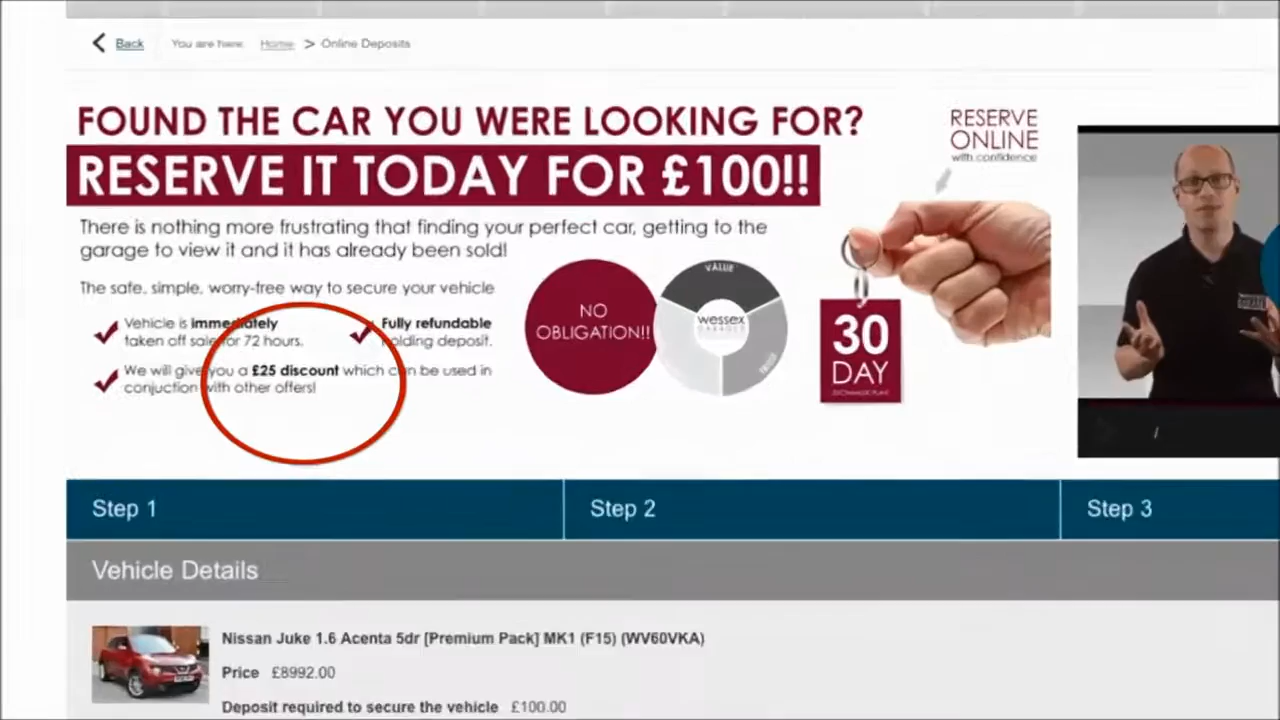 Back You are here: Home > Online Deposits
FOUND THE CAR YOU WERE LOOKING FOR?
RESERVE IT TODAY FOR £100!!
There is nothing more frustrating that finding your perfect car, getting to the
garage to view it and it has already been sold!
The safe, simple, worry-free way to secure your vehicle
Vehicle is immediately
taken off sale for 72 hours.
Fully refundable
holding deposit.
We will give you a £25 discount which can be used in
conjuction with other offers!
NO
OBLIGATION!!
VALUE
wessex
GARAGES
PRICE
RESERVE
ONLINE
with confidence
30
DAY
EXCHANGE PLAN
Step 1
Step 2
Step 3
Vehicle Details
Nissan Juke 1.6 Acenta 5dr [Premium Pack] MK1 (F15) (WV60VKA)
Price £8992.00
Deposit required to secure the vehicle £100.00